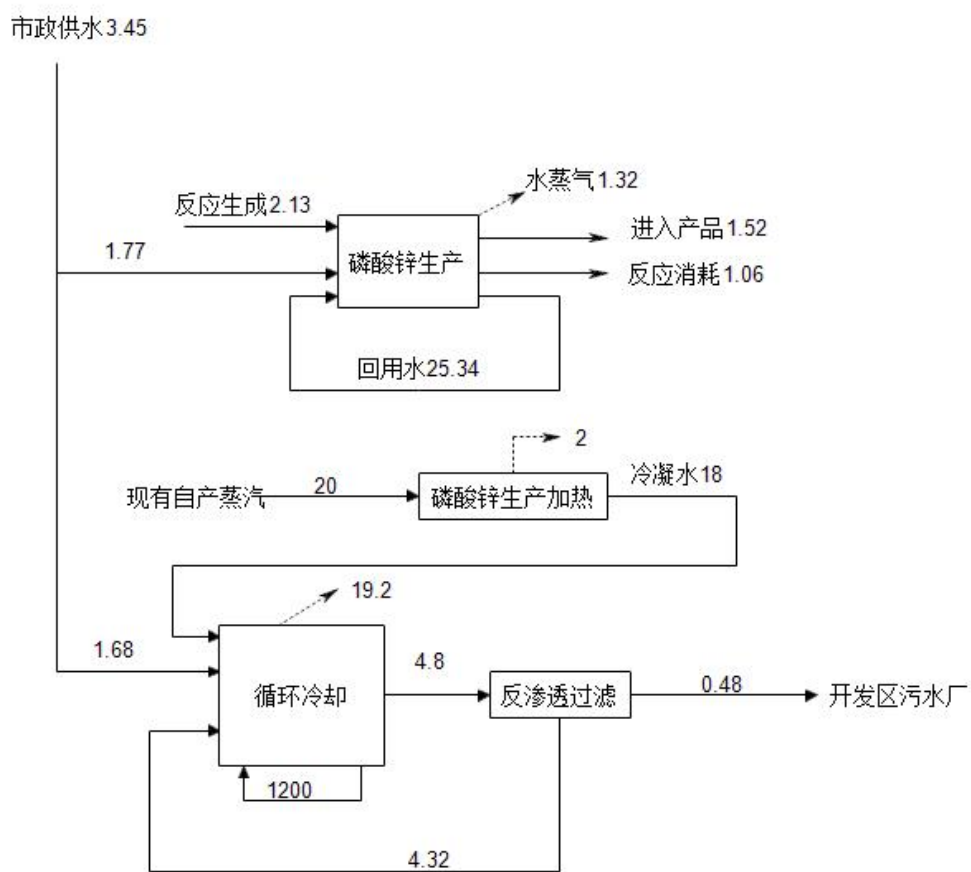 市政供水3.45
水蒸气1.32
反应生成2.13
进入产品1.52
1.77
磷酸锌生产
反应消耗1.06
回用水25.34
2
冷凝水18
现有自产蒸汽
20
磷酸锌生产加热
19.2
1.68
4.8
循环冷却
反渗透过滤
0.48
开发区污水厂
1200
4.32